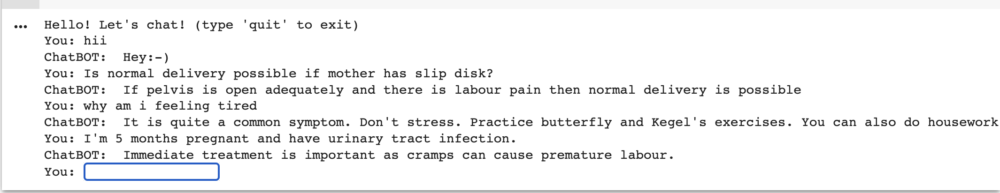 Hello! Let's chat! (type 'quit' to exit)
You: hii
ChatBOT:  Hey:-)
You: Is normal delivery possible if mother has slip disk?
ChatBOT:  If pelvis is open adequately and there is labour pain then normal delivery is possible
You: why am i feeling tired
ChatBOT:  It is quite a common symptom. Don't stress. Practice butterfly and Kegel's exercises. You can also do housework
You: I'm 5 months pregnant and have urinary tract infection.
ChatBOT:  Immediate treatment is important as cramps can cause premature labour.
You: